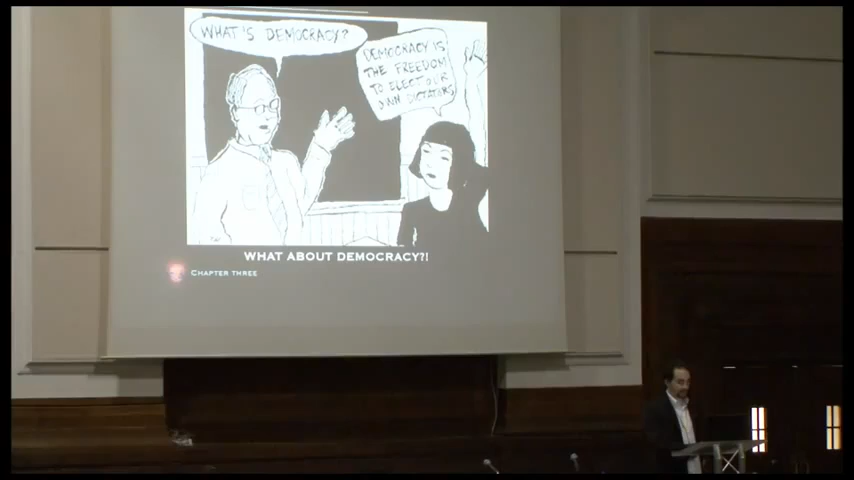 WHAT'S DEMOCRACY?
DEMOCRACY IS
THE FREEDOM
TO ELECT OUR
OWN DICTATORS
WHAT ABOUT DEMOCRACY?!
CHAPTER THREE